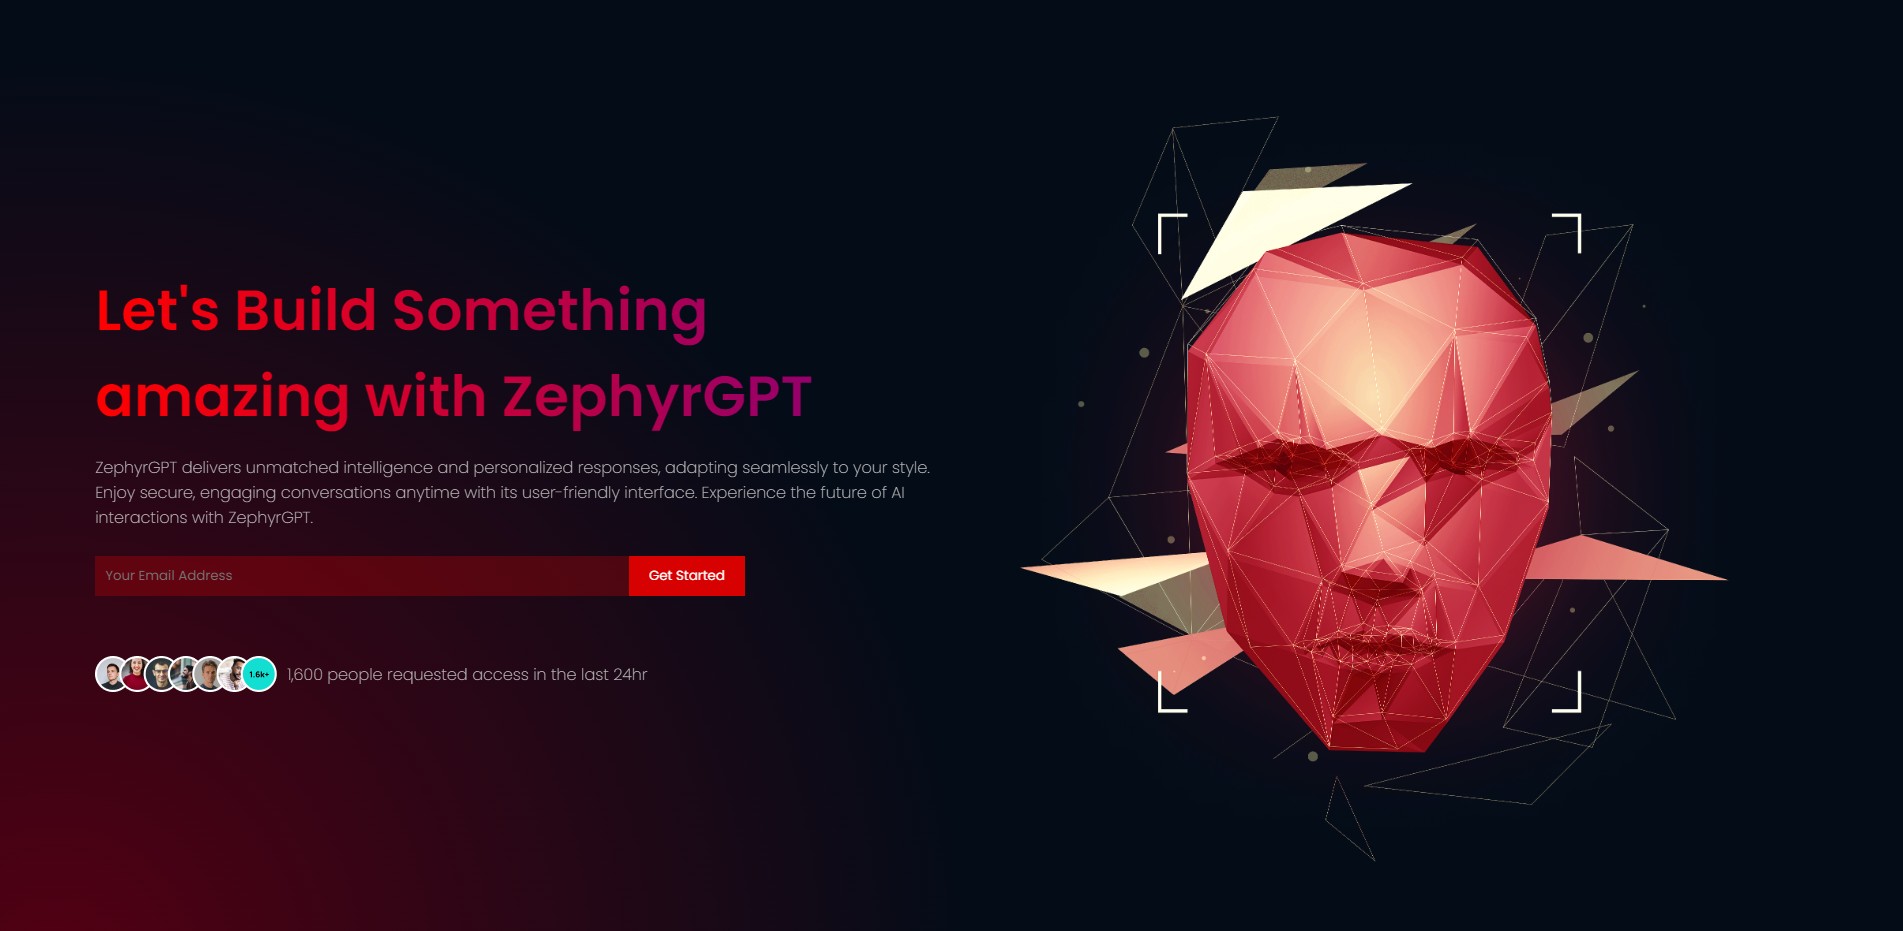 Let's Build Something
amazing with ZephyrGPT
ZephyrGPT delivers unmatched intelligence and personalized responses, adapting seamlessly to your style.
Enjoy secure, engaging conversations anytime with its user-friendly interface. Experience the future of AI
interactions with ZephyrGPT.
Your Email Address
Get Started
1.6k+
1,600 people requested access in the last 24hr